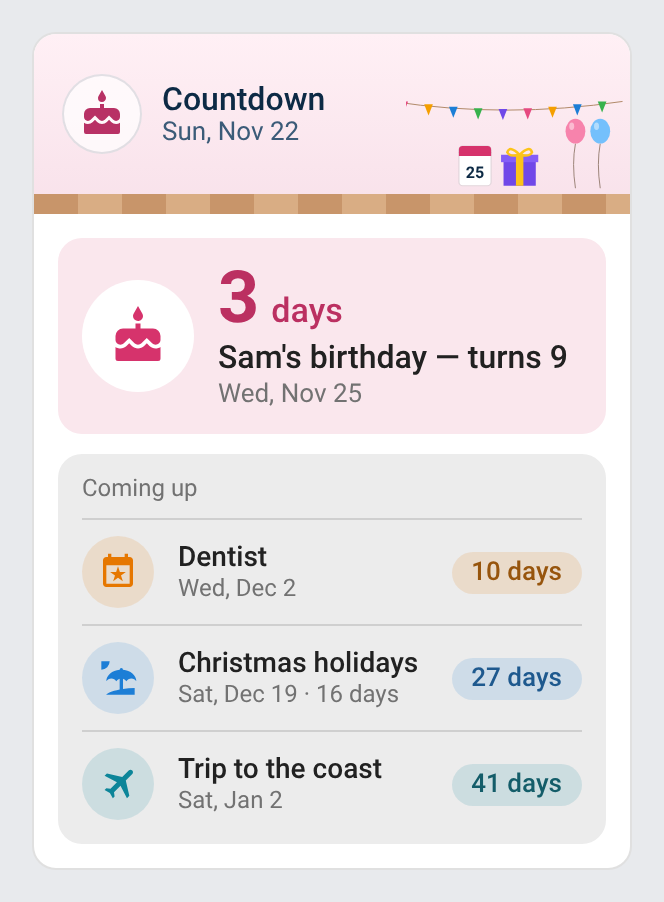 Countdown
Sun, Nov 22
25
3 days
Sam's birthday — turns 9
Wed, Nov 25
Coming up
Dentist
Wed, Dec 2
10 days
Christmas holidays
Sat, Dec 19 · 16 days
27 days
Trip to the coast
Sat, Jan 2
41 days